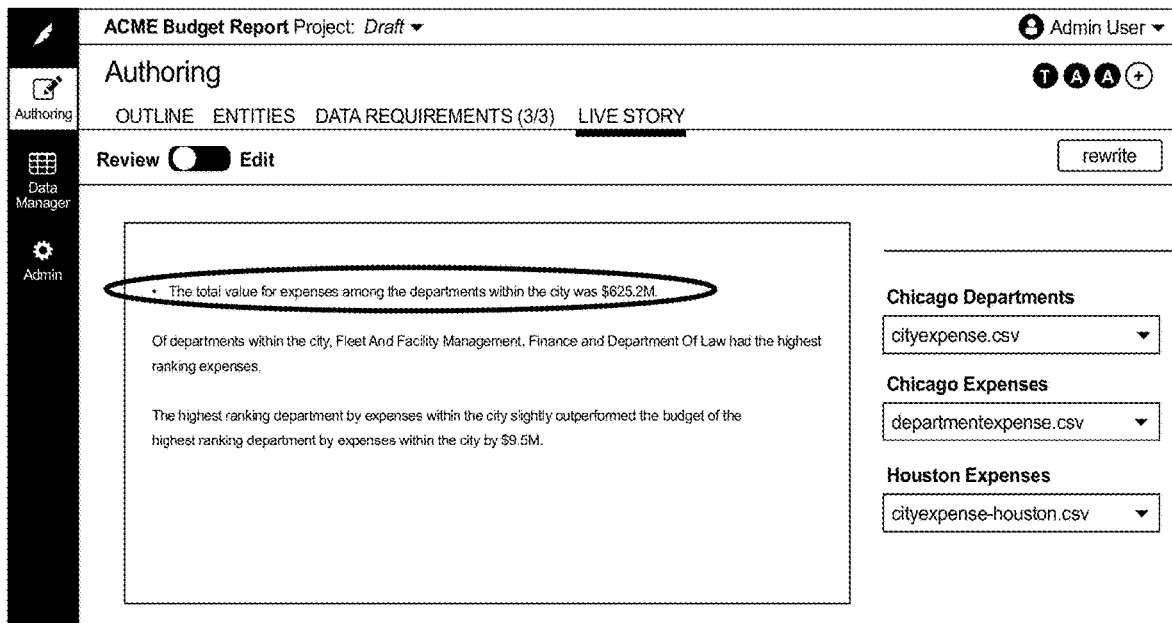 ACME Budget Report Project: Draft
Admin User
Authoring
T A A +
Authoring
OUTLINE ENTITIES DATA REQUIREMENTS (3/3) LIVE STORY
Review Edit
rewrite
Data
Manager
Admin
• The total value for expenses among the departments within the city was $625.2M.
Of departments within the city, Fleet And Facility Management, Finance and Department Of Law had the highest
ranking expenses.
The highest ranking department by expenses within the city slightly outperformed the budget of the
highest ranking department by expenses within the city by $9.5M.
Chicago Departments
cityexpense.csv
Chicago Expenses
departmentexpense.csv
Houston Expenses
cityexpense-houston.csv